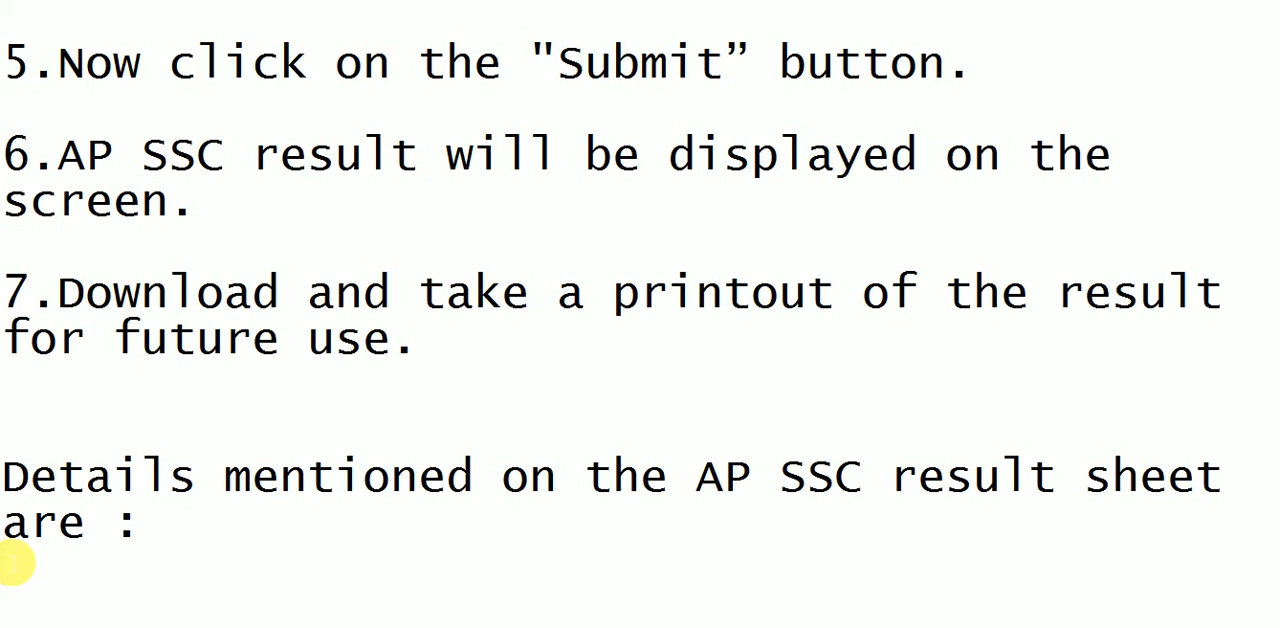 5.Now click on the "Submit” button.
6.AP SSC result will be displayed on the
screen.
7.Download and take a printout of the result
for future use.
Details mentioned on the AP SSC result sheet
are :